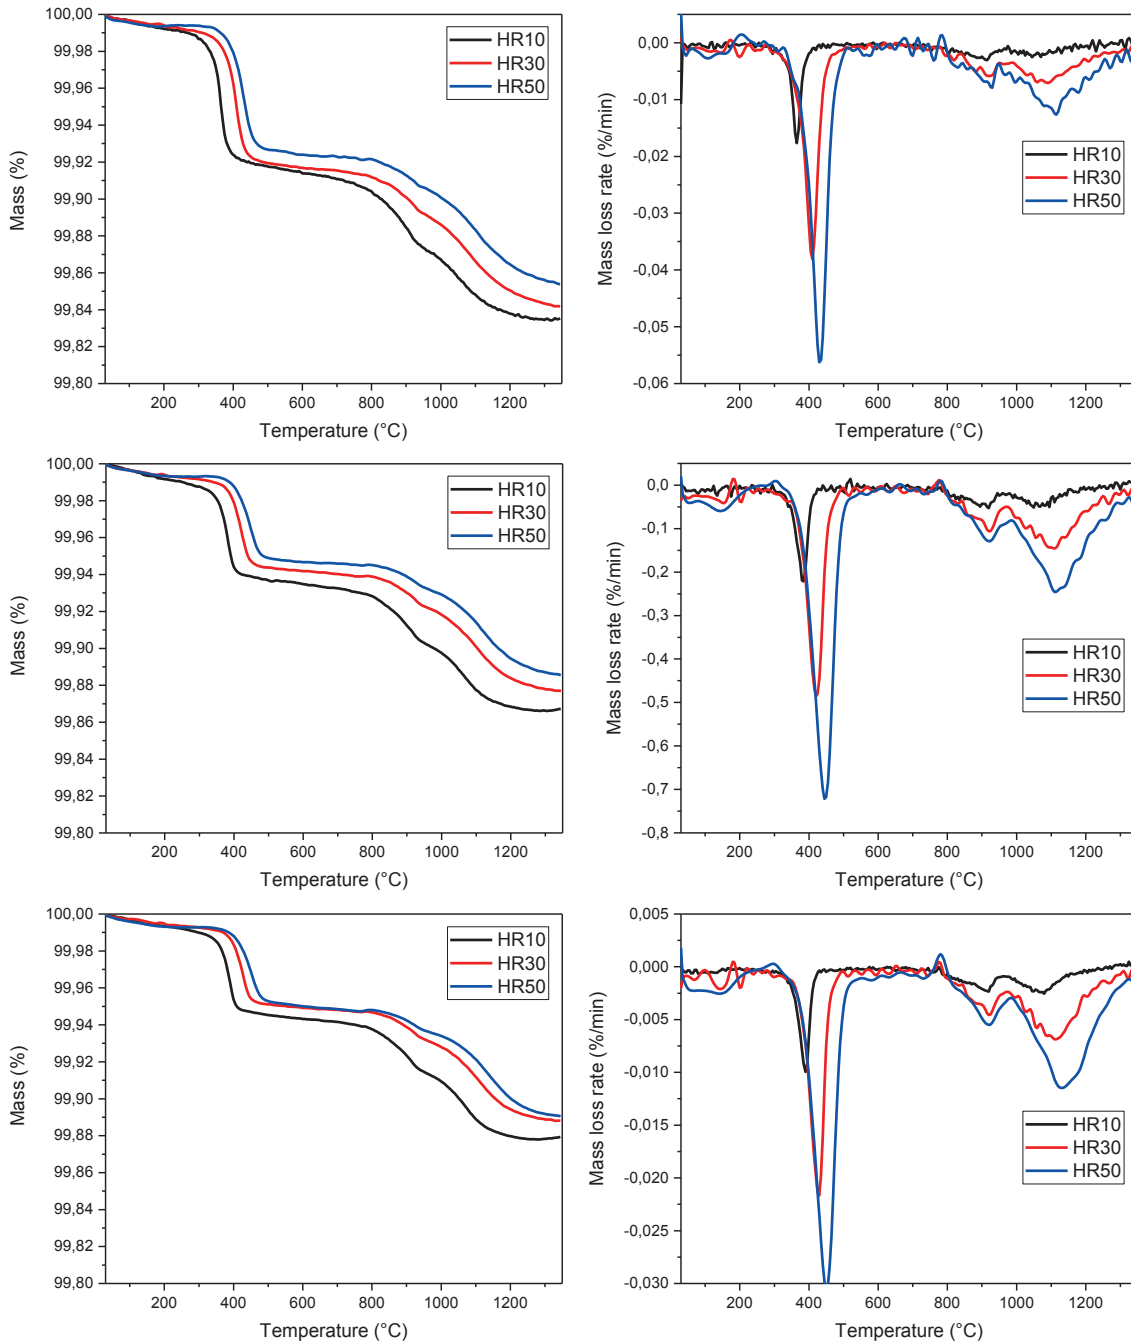 100,00
99,98
99,96
99,94
99,92
99,90
99,88
99,86
99,84
99,82
99,80
Mass (%)
HR10
HR30
HR50
200 400 600 800 1000 1200
Temperature (°C)
0,00
-0,01
-0,02
-0,03
-0,04
-0,05
-0,06
Mass loss rate (%/min)
HR10
HR30
HR50
200 400 600 800 1000 1200
Temperature (°C)
100,00
99,98
99,96
99,94
99,92
99,90
99,88
99,86
99,84
99,82
99,80
Mass (%)
HR10
HR30
HR50
200 400 600 800 1000 1200
Temperature (°C)
0,0
-0,1
-0,2
-0,3
-0,4
-0,5
-0,6
-0,7
-0,8
Mass loss rate (%/min)
HR10
HR30
HR50
200 400 600 800 1000 1200
Temperature (°C)
100,00
99,98
99,96
99,94
99,92
99,90
99,88
99,86
99,84
99,82
99,80
Mass (%)
HR10
HR30
HR50
200 400 600 800 1000 1200
Temperature (°C)
0,005
0,000
-0,005
-0,010
-0,015
-0,020
-0,025
-0,030
Mass loss rate (%/min)
HR10
HR30
HR50
200 400 600 800 1000 1200
Temperature (°C)